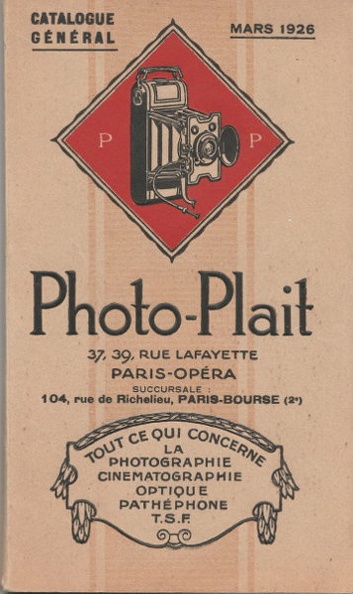 CATALOGUE
GÉNÉRAL
MARS 1926
P P
Photo-Plait
37, 39, RUE LAFAYETTE
PARIS-OPÉRA
SUCCURSALE :
104, rue de Richelieu, PARIS-BOURSE (2e)
TOUT CE QUI CONCERNE
LA
PHOTOGRAPHIE
CINEMATOGRAPHIE
OPTIQUE
PATHÉPHONE
T.S.F.